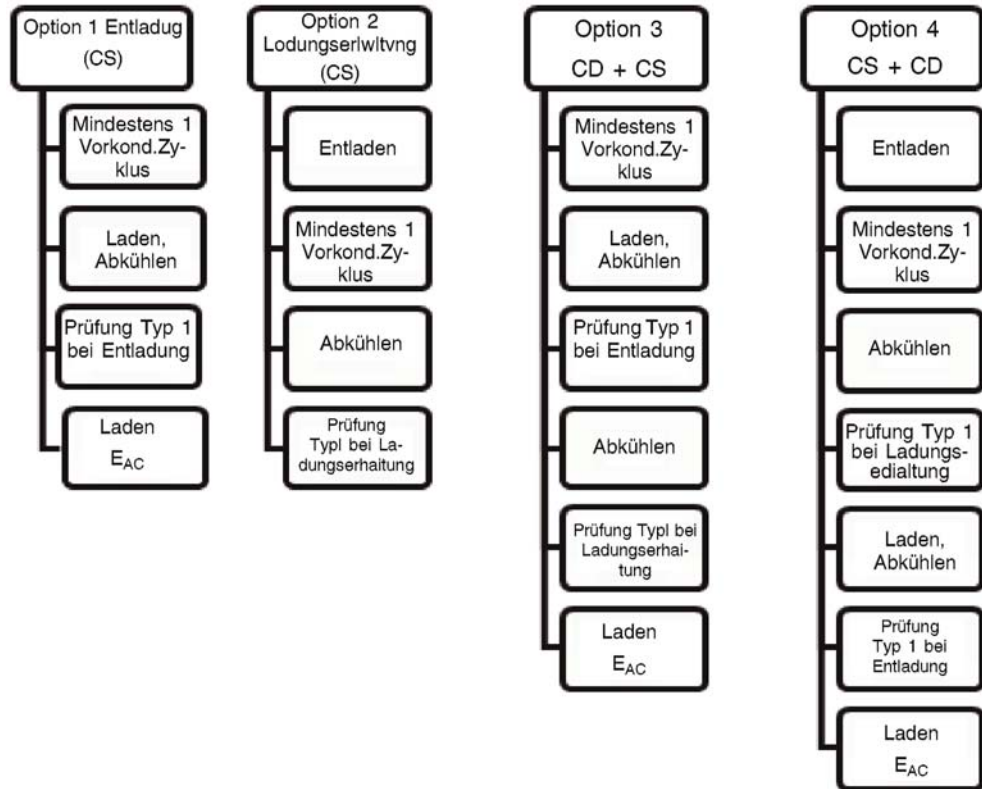 Option 1 Entladug
(CS)
Mindestens 1
Vorkond.Zy-
klus
Laden,
Abkühlen
Prüfung Typ 1
bei Entladung
Laden
EAC
Option 2
Lodungserlwltvng
(CS)
Entladen
Mindestens 1
Vorkond.Zy-
klus
Abkühlen
Prüfung
Typl bei La-
dungserhaitung
Option 3
CD + CS
Mindestens 1
Vorkond.Zy-
klus
Laden,
Abkühlen
Prüfung Typ 1
bei Entladung
Abkühlen
Prüfung Typl bei
Ladungserhai-
tung
Laden
EAC
Option 4
CS + CD
Entladen
Mindestens 1
Vorkond.Zy-
klus
Abkühlen
Prüfung Typ 1
bei Ladungs-
edialtung
Laden,
Abkühlen
Prüfung
Typ 1 bei
Entladung
Laden
EAC